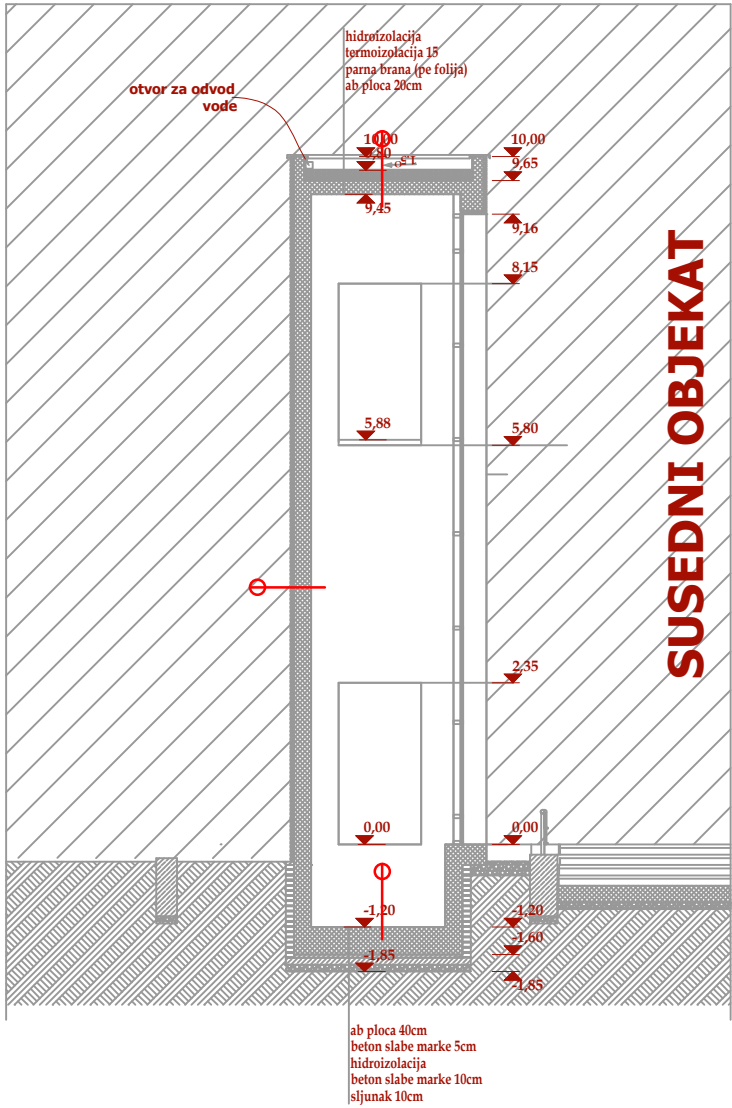 hidroizolacija
termoizolacija 15
parna brana (pe folija)
ab ploca 20cm
otvor za odvod
vode
10,00
10,00
9,65
9,45
9,16
8,15
5,88
5,80
SUSEDNI OBJEKAT
2,35
0,00
0,00
-1,20
-1,20
-1,60
-1,85
-1,85
ab ploca 40cm
beton slabe marke 5cm
hidroizolacija
beton slabe marke 10cm
sljunak 10cm